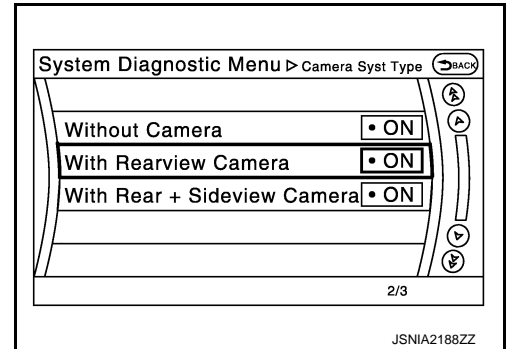 System Diagnostic Menu ▷ Camera Syst Type BACK
Without Camera • ON
With Rearview Camera • ON
With Rear + Sideview Camera • ON
2/3
JSNIA2188ZZ